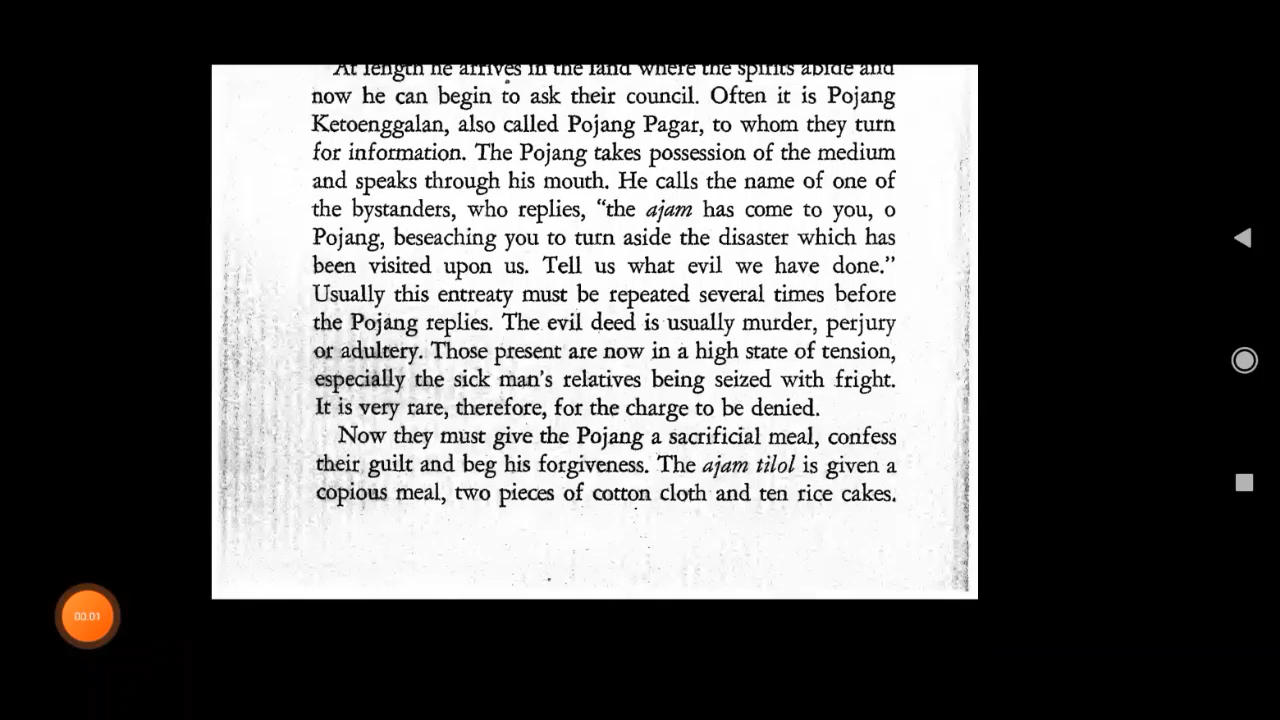 At length he arrives in the land where the spirits abide and
now he can begin to ask their council. Often it is Pojang
Ketoenggalan, also called Pojang Pagar, to whom they turn
for information. The Pojang takes possession of the medium
and speaks through his mouth. He calls the name of one of
the bystanders, who replies, “the ajam has come to you, o
Pojang, beseaching you to turn aside the disaster which has
been visited upon us. Tell us what evil we have done.”
Usually this entreaty must be repeated several times before
the Pojang replies. The evil deed is usually murder, perjury
or adultery. Those present are now in a high state of tension,
especially the sick man’s relatives being seized with fright.
It is very rare, therefore, for the charge to be denied.
Now they must give the Pojang a sacrificial meal, confess
their guilt and beg his forgiveness. The ajam tilol is given a
copious meal, two pieces of cotton cloth and ten rice cakes.
00:01